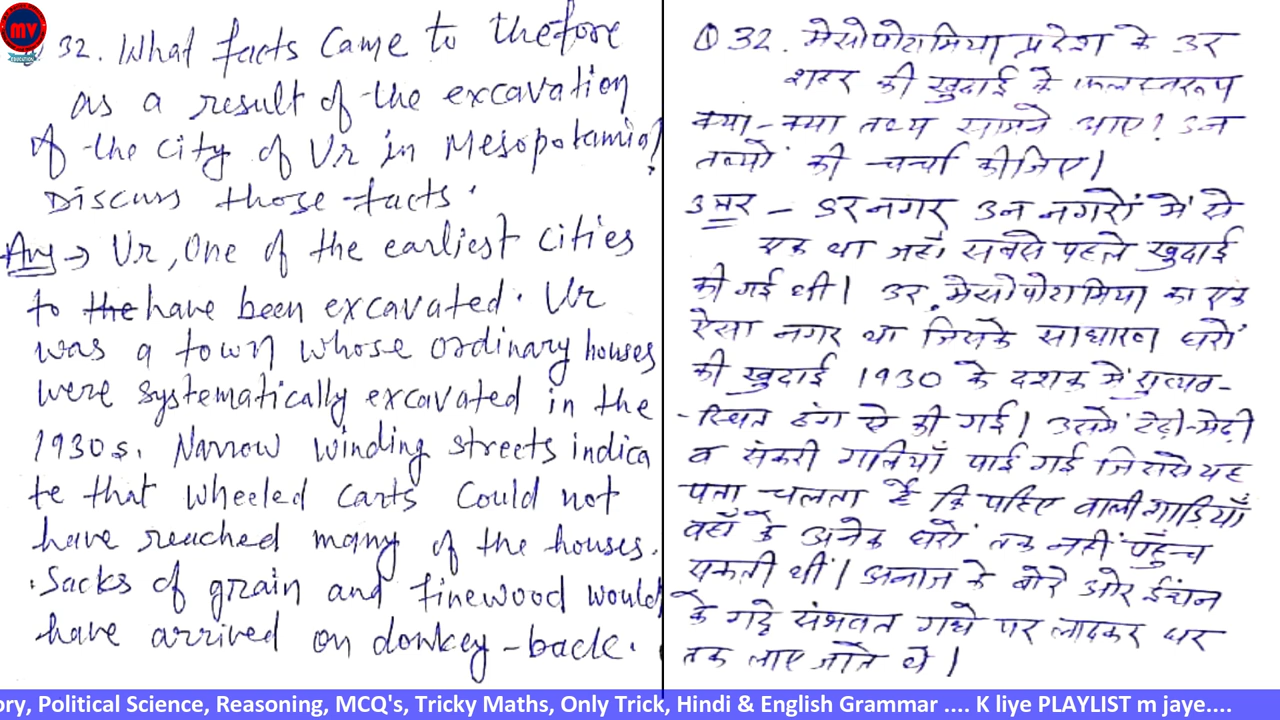 MV
EDUCATION
32. What facts Came to thefore
as a result of the excavation
of the city of Ur in Mesopotamia?
Discuss those facts.
Ans → Ur, One of the earliest cities
to the have been excavated. Ur
was a town whose ordinary houses
were systematically excavated in the
1930s. Narrow winding streets indica
te that wheeled carts Could not
have reached many of the houses.
Sacks of grain and finewood would
have arrived on donkey-back.
Q 32. मेसोपोटामिया प्रदेश के उर
शहर की खुदाई के फलस्वरूप
क्या-क्या तथ्य सामने आए? उन
तथ्यों की चर्चा कीजिए।
उत्तर - उर नगर उन नगरों में से
एक था जहाँ सबसे पहले खुदाई
की गई थी। उर, मेसोपोटामिया का एक
ऐसा नगर था जिसके साधारण घरों
की खुदाई 1930 के दशक में सुव्यव-
-स्थित ढंग से की गई। उसमें टेढ़ी-मेढ़ी
व संकरी गलियाँ पाई गई जिससे यह
पता चलता है कि पहिए वाली गाड़ियाँ
वहाँ के अनेक घरों तक नहीं पहुँच
सकती थीं। अनाज के बोरे और ईंधन
के गट्ठे संभवत गधे पर लादकर घर
तक लाए जाते थे।
ory, Political Science, Reasoning, MCQ's, Tricky Maths, Only Trick, Hindi & English Grammar .... K liye PLAYLIST m jaye....